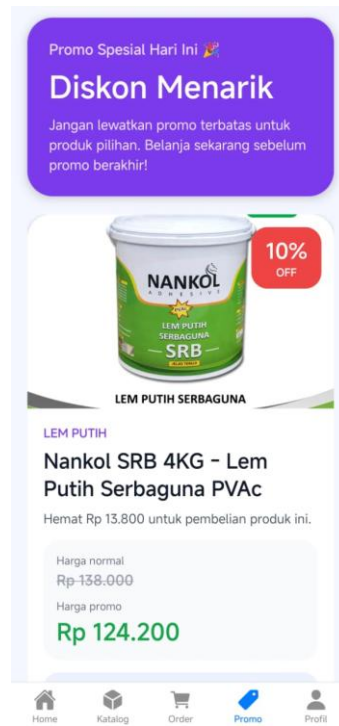 Promo Spesial Hari Ini 🎉
Diskon Menarik
Jangan lewatkan promo terbatas untuk
produk pilihan. Belanja sekarang sebelum
promo berakhir!
10%
OFF
NANKOL
ADHESIVE
LEM PUTIH
SERBAGUNA
SRB
LEM PUTIH SERBAGUNA
LEM PUTIH
Nankol SRB 4KG - Lem
Putih Serbaguna PVAc
Hemat Rp 13.800 untuk pembelian produk ini.
Harga normal
Rp 138.000
Harga promo
Rp 124.200
Home Katalog Order Promo Profil